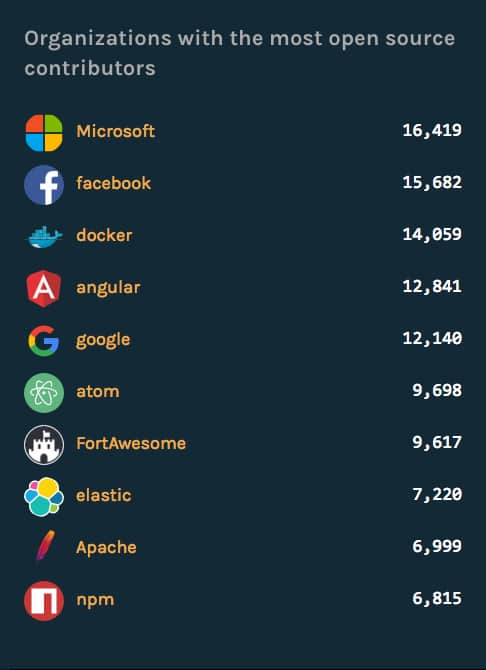 Organizations with the most open source
contributors
Microsoft 16,419
facebook 15,682
docker 14,059
angular 12,841
google 12,140
atom 9,698
FortAwesome 9,617
elastic 7,220
Apache 6,999
npm 6,815